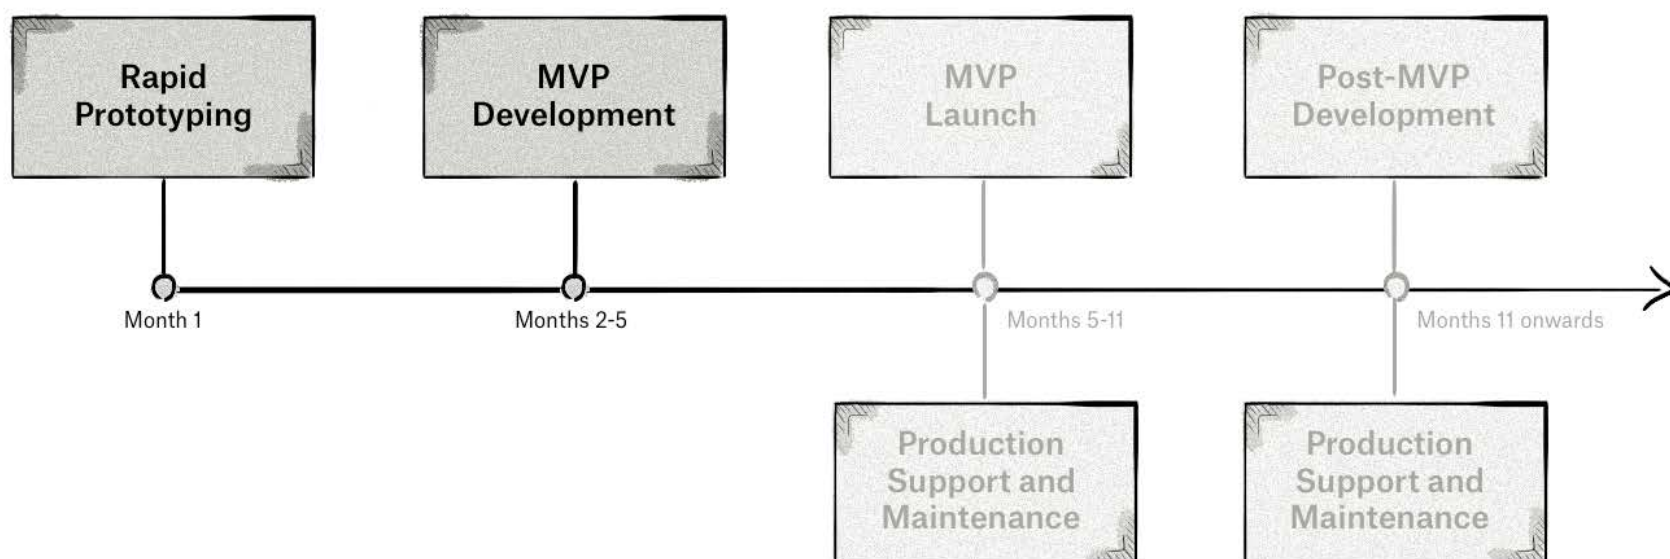 Rapid
Prototyping
MVP
Development
MVP
Launch
Post-MVP
Development
Month 1
Months 2-5
Months 5-11
Months 11 onwards
Production
Support and
Maintenance
Production
Support and
Maintenance